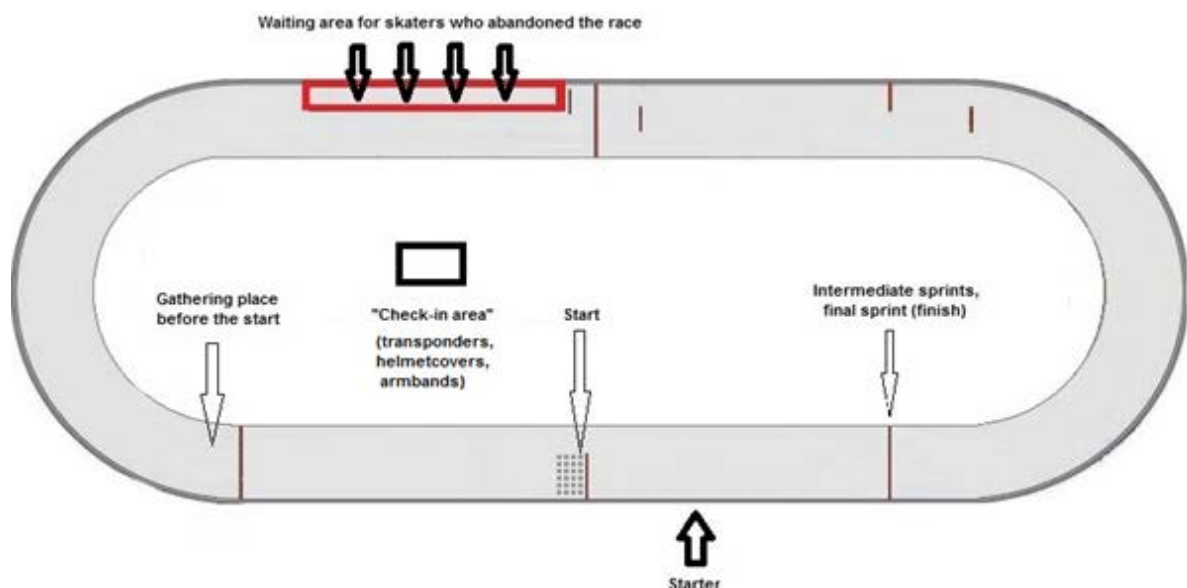 Waiting area for skaters who abandoned the race
Gathering place
before the start
"Check-in area"
(transponders,
helmetcovers,
armbands)
Start
Intermediate sprints,
final sprint (finish)
Starter